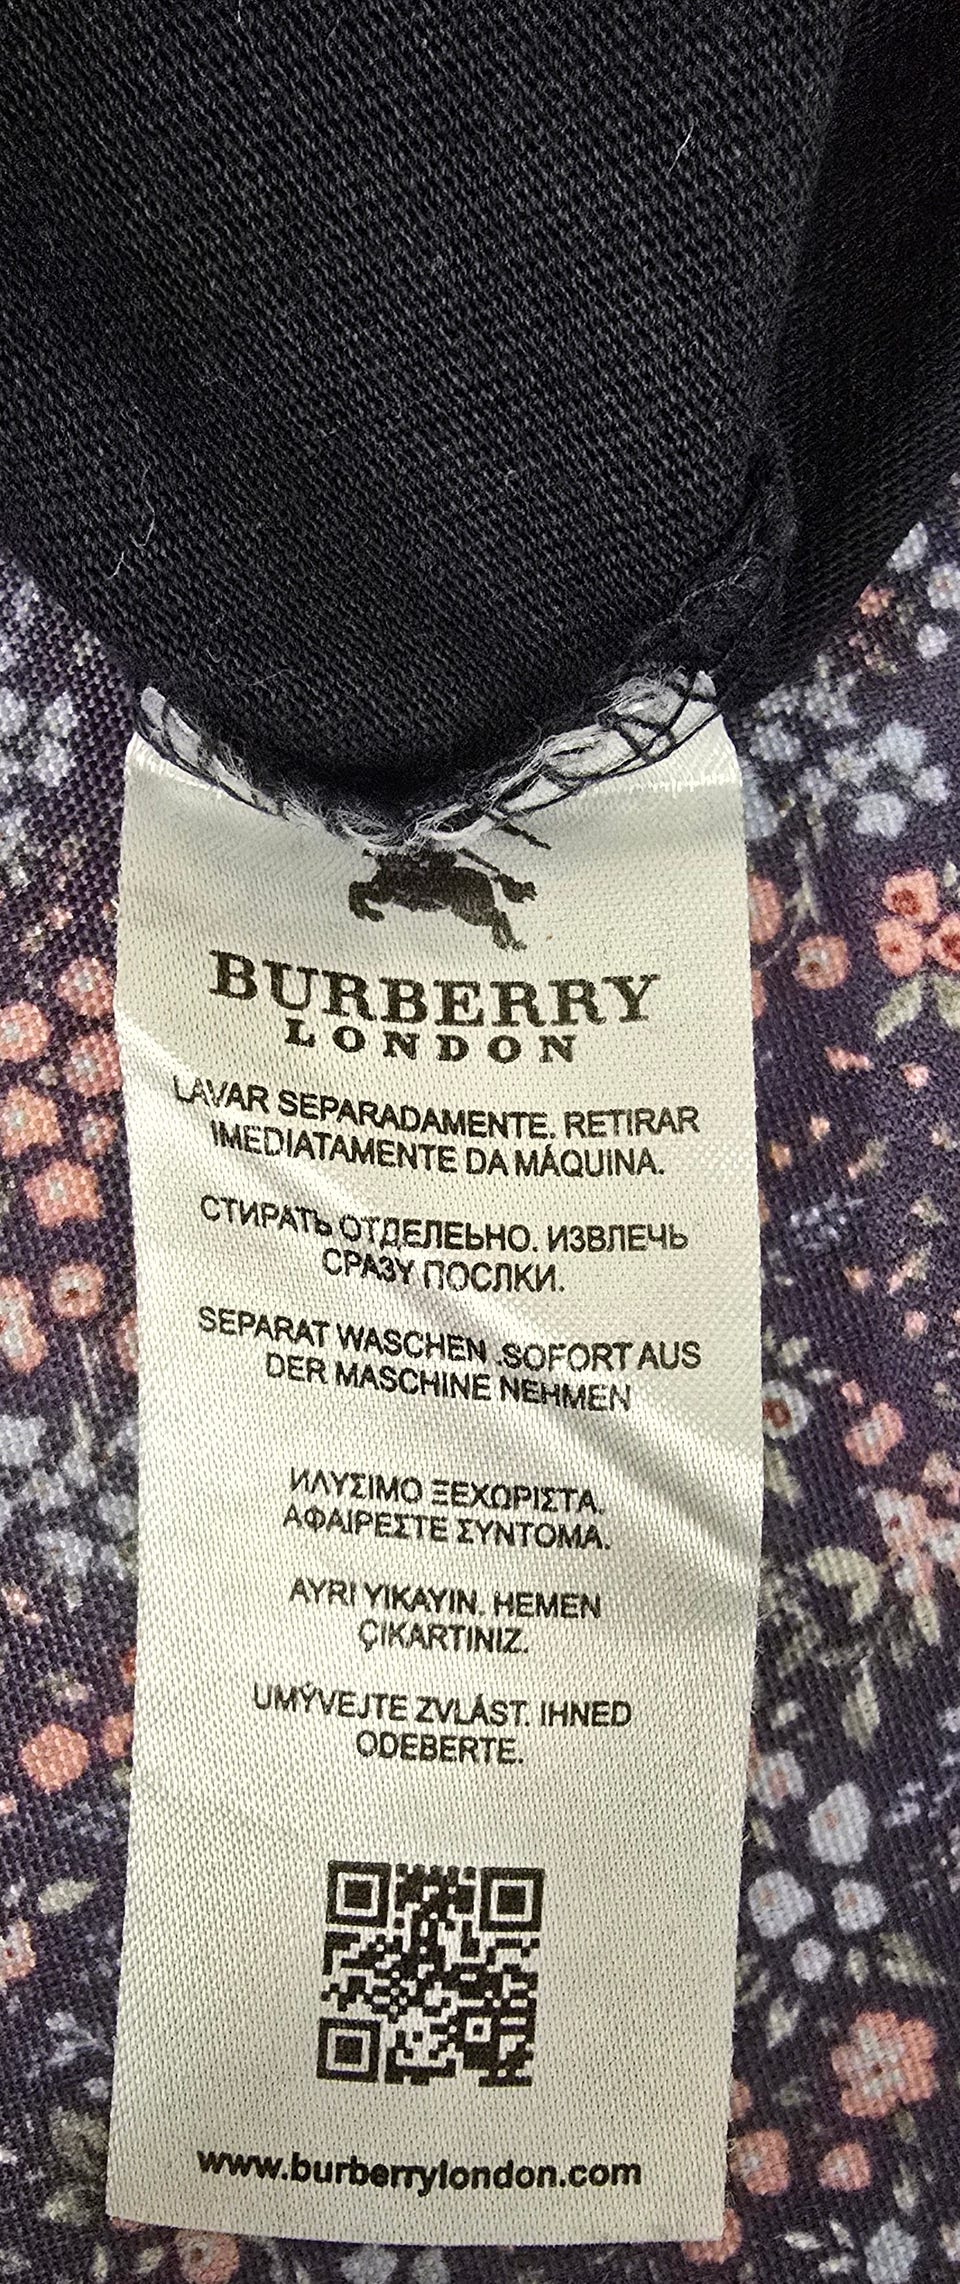 BURBERRY
LONDON
LAVAR SEPARADAMENTE. RETIRAR
IMEDIATAMENTE DA MÁQUINA.
СТИРАТЬ ОТДЕЛЕЬНО. ИЗВЛЕЧЬ
СРАЗУ ПОСЛКИ.
SEPARAT WASCHEN .SOFORT AUS
DER MASCHINE NEHMEN
ИΛΥΣΙΜΟ ΞΕΧΩΡΙΣΤΑ.
ΑΦΑΙΡΕΣΤΕ ΣΥΝΤΟΜΑ.
AYRI YIKAYIN. HEMEN
ÇIKARTINIZ.
UMÝVEJTE ZVLÁST. IHNED
ODEBERTE.
www.burberrylondon.com